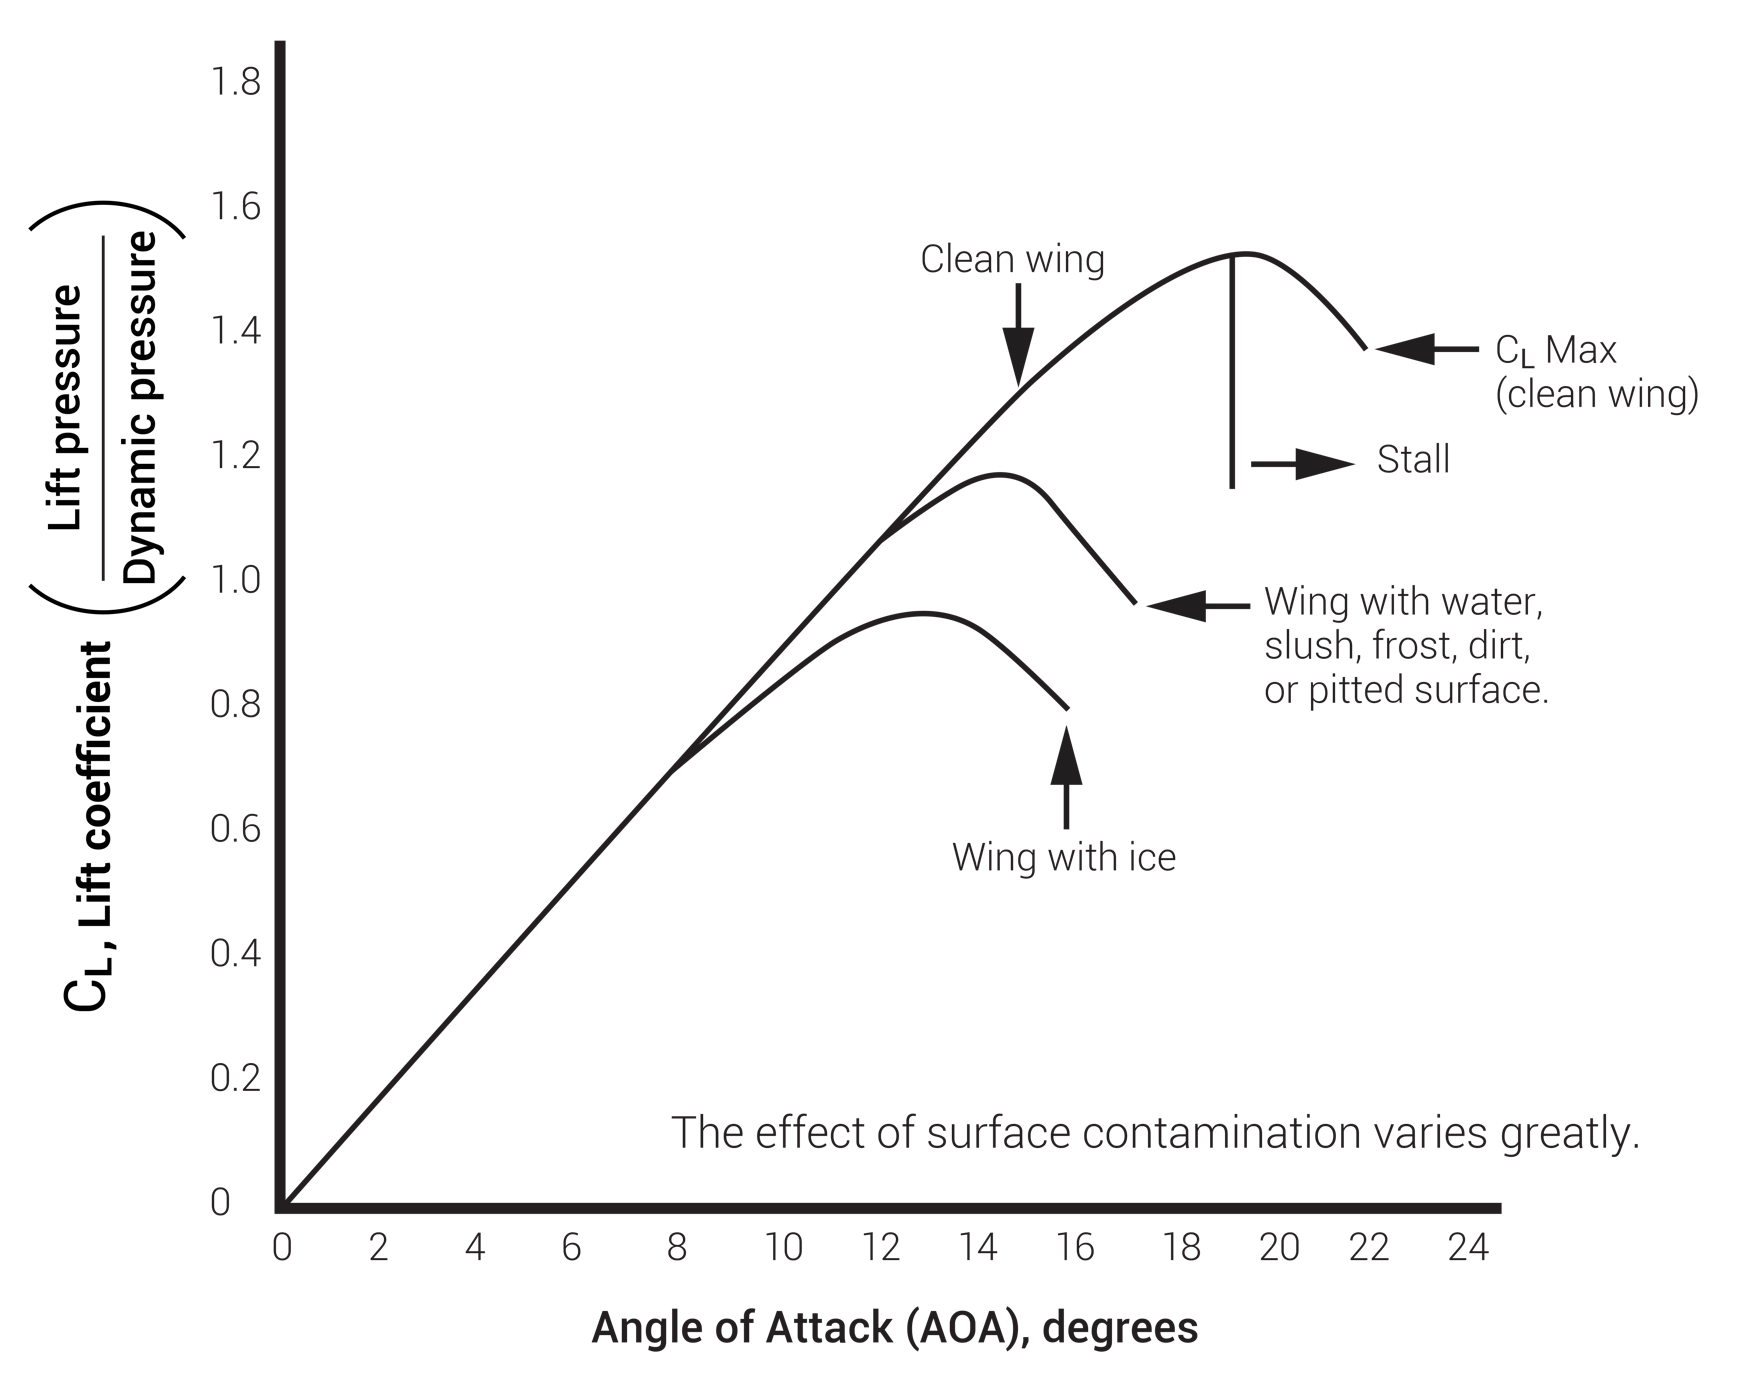 1.8
1.6
1.4
1.2
1.0
0.8
0.6
0.4
0.2
0
CL, Lift coefficient
Lift pressure
Dynamic pressure
Clean wing
CL Max
(clean wing)
Stall
Wing with water,
slush, frost, dirt,
or pitted surface.
Wing with ice
The effect of surface contamination varies greatly.
0 2 4 6 8 10 12 14 16 18 20 22 24
Angle of Attack (AOA), degrees